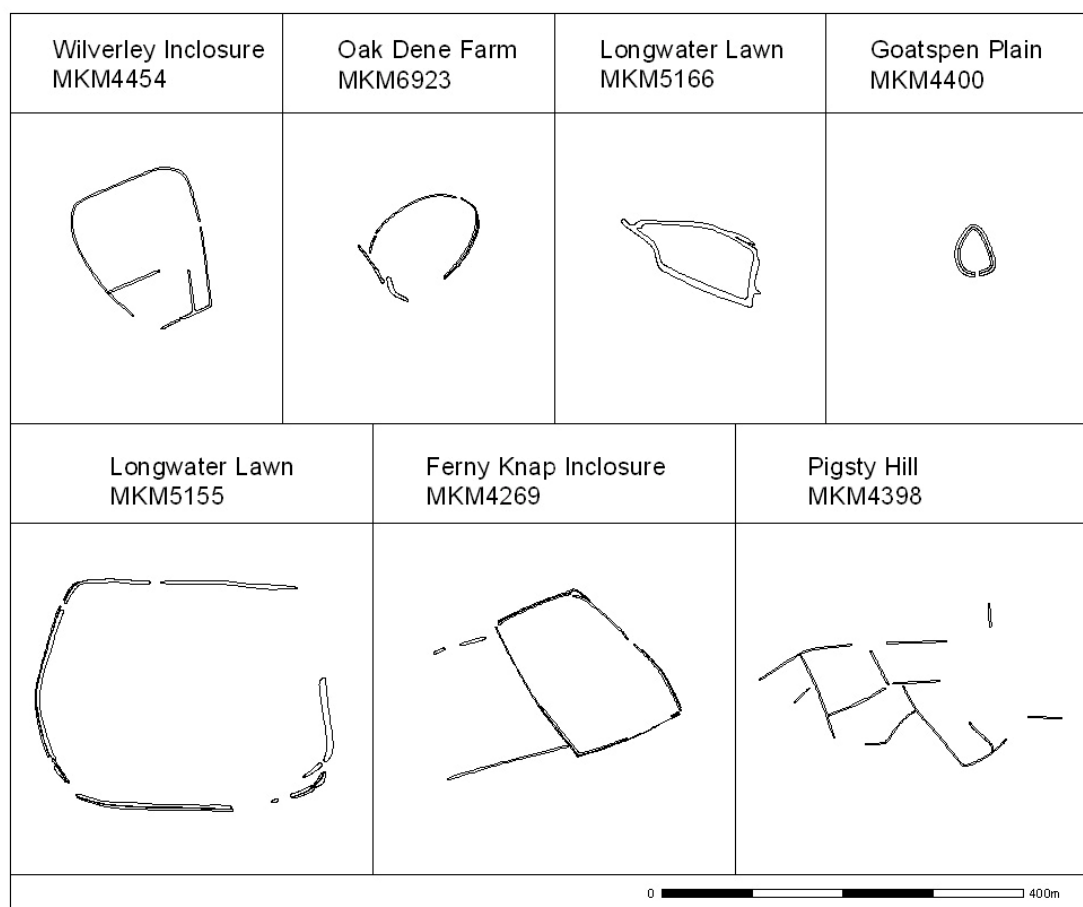 Wilverley Inclosure
MKM4454
Oak Dene Farm
MKM6923
Longwater Lawn
MKM5166
Goatspen Plain
MKM4400
Longwater Lawn
MKM5155
Ferny Knap Inclosure
MKM4269
Pigsty Hill
MKM4398
0 400m